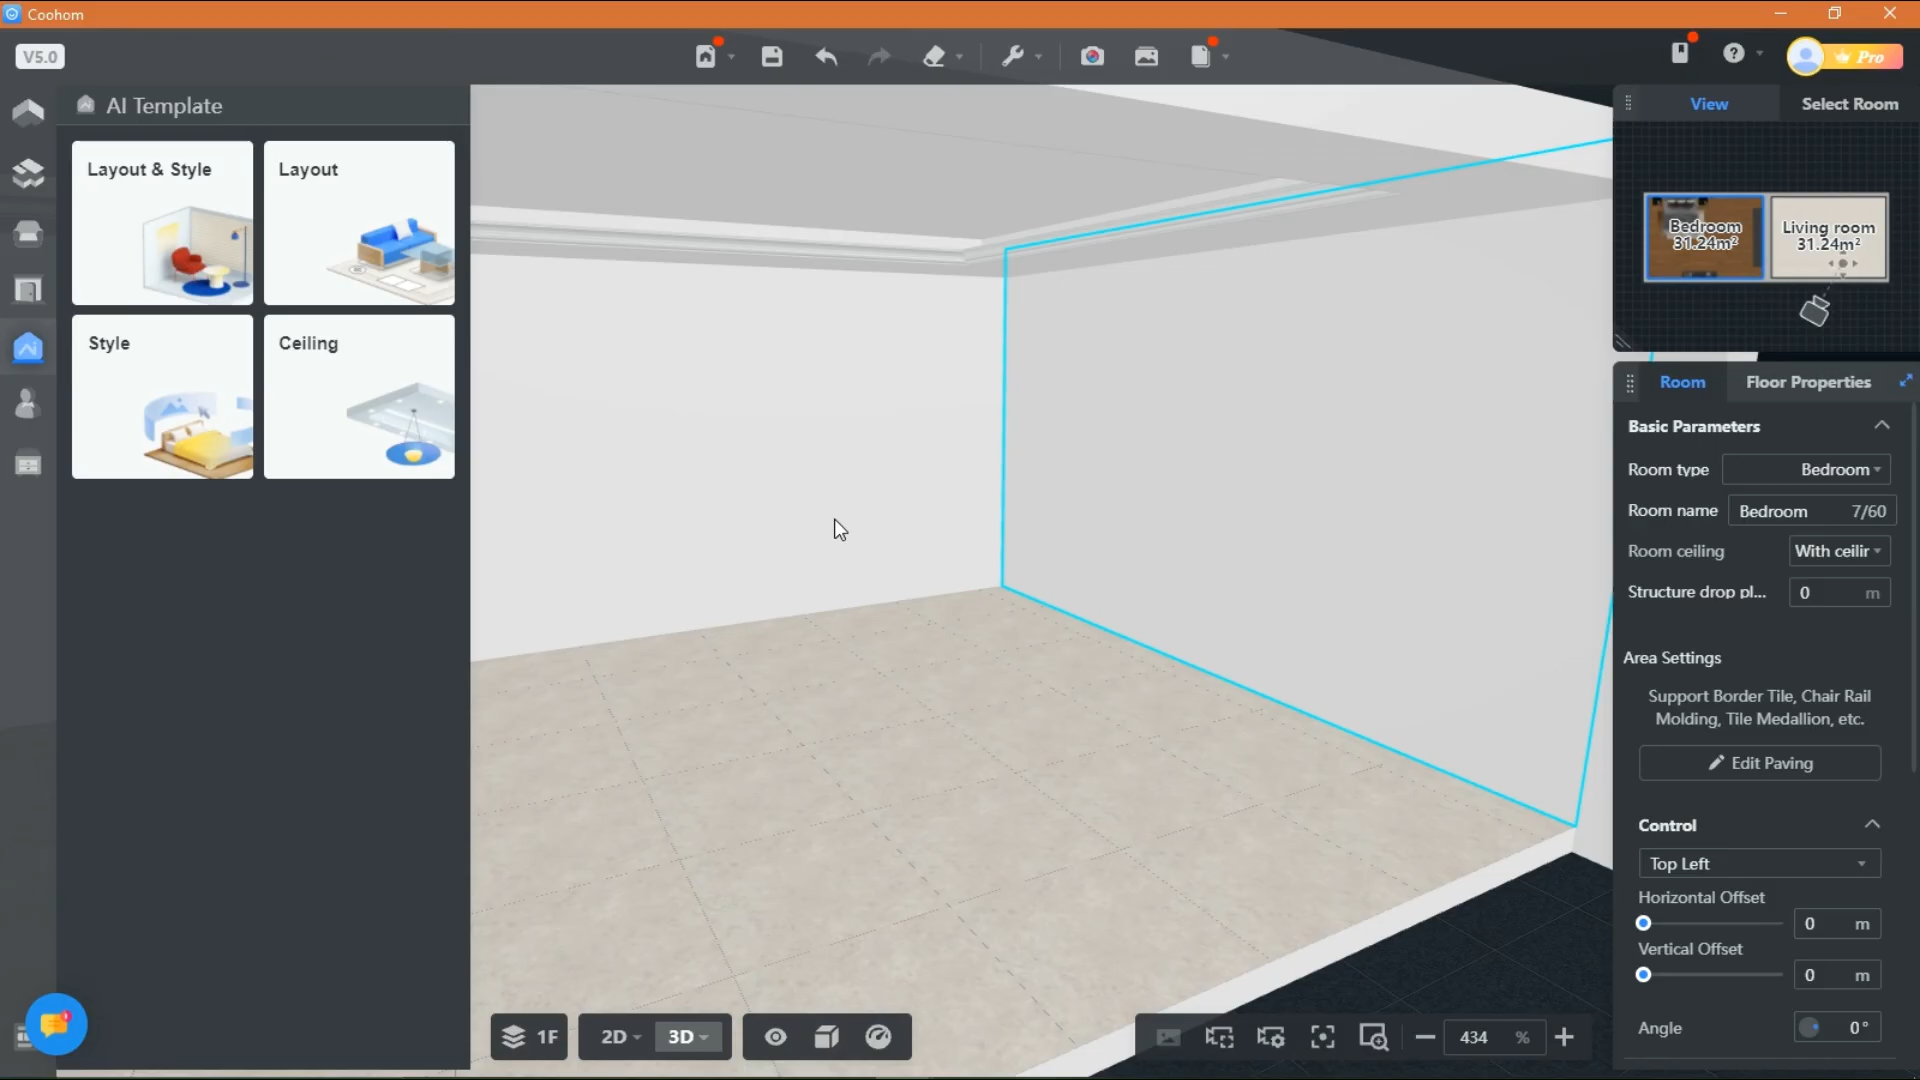 Coohom
V5.0
Pro
AI Template
Layout & Style
Layout
Style
Ceiling
View
Select Room
Bedroom
31.24m²
Living room
31.24m²
Room
Floor Properties
Basic Parameters
Room type
Bedroom
Room name
Bedroom
7/60
Room ceiling
With ceilir
Structure drop pl...
0
m
Area Settings
Support Border Tile, Chair Rail
Molding, Tile Medallion, etc.
Edit Paving
Control
Top Left
Horizontal Offset
0
m
Vertical Offset
0
m
Angle
0°
1F
2D
3D
434
%